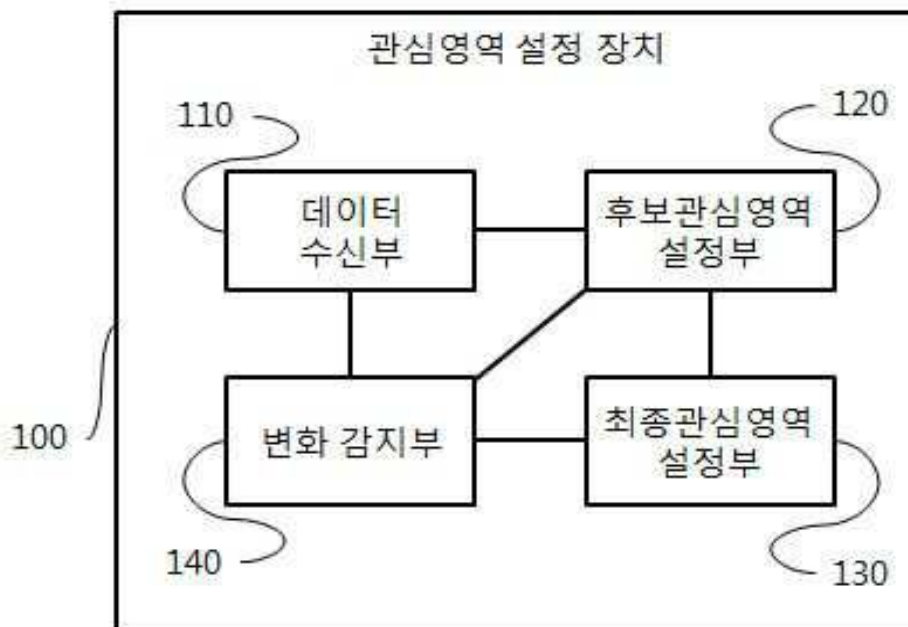 관심영역 설정 장치
110
120
데이터
수신부
후보관심영역
설정부
100
변화 감지부
최종관심영역
설정부
140
130